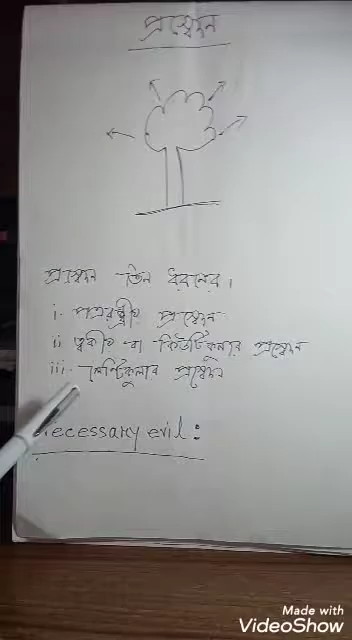 প্রস্বেদন
প্রস্বেদন তিন ধরনের।
i. পত্ররন্ধ্রীয় প্রস্বেদন
ii ত্বকীয় বা কিউটিকুলার প্রস্বেদন
iii. লেন্টিকুলার প্রস্বেদন
necessary evil:
Made with
VideoShow